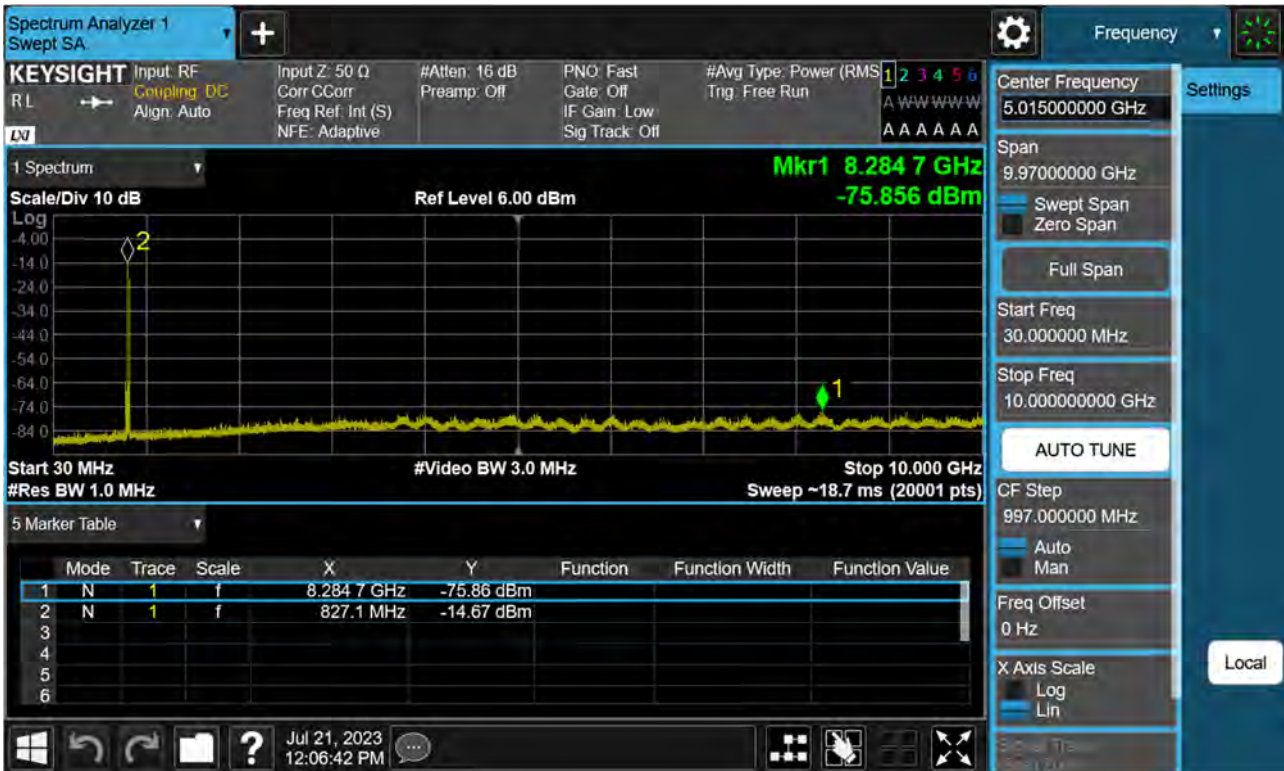 Spectrum Analyzer 1
Swept SA
Frequency
KEYSIGHT
R L
LXI
Input: RF
Coupling: DC
Align: Auto
Input Z: 50 Ω
Corr CCorr
Freq Ref: Int (S)
NFE: Adaptive
#Atten: 16 dB
Preamp: Off
PNO: Fast
Gate: Off
IF Gain: Low
Sig Track: Off
#Avg Type: Power (RMS
Trig: Free Run
1 2 3 4 5 6
A W W W W W
A A A A A A
1 Spectrum
Mkr1 8.284 7 GHz
-75.856 dBm
Scale/Div 10 dB
Ref Level 6.00 dBm
Log
-4.00
-14.0
-24.0
-34.0
-44.0
-54.0
-64.0
-74.0
-84.0
2
1
Start 30 MHz
#Video BW 3.0 MHz
Stop 10.000 GHz
#Res BW 1.0 MHz
Sweep ~18.7 ms (20001 pts)
5 Marker Table
Mode Trace Scale X Y Function Function Width Function Value
1 N 1 f 8.284 7 GHz -75.86 dBm
2 N 1 f 827.1 MHz -14.67 dBm
3
4
5
6
Jul 21, 2023
12:06:42 PM
Center Frequency
5.015000000 GHz
Span
9.97000000 GHz
Swept Span
Zero Span
Full Span
Start Freq
30.000000 MHz
Stop Freq
10.000000000 GHz
AUTO TUNE
CF Step
997.000000 MHz
Auto
Man
Freq Offset
0 Hz
X Axis Scale
Log
Lin
Settings
Local